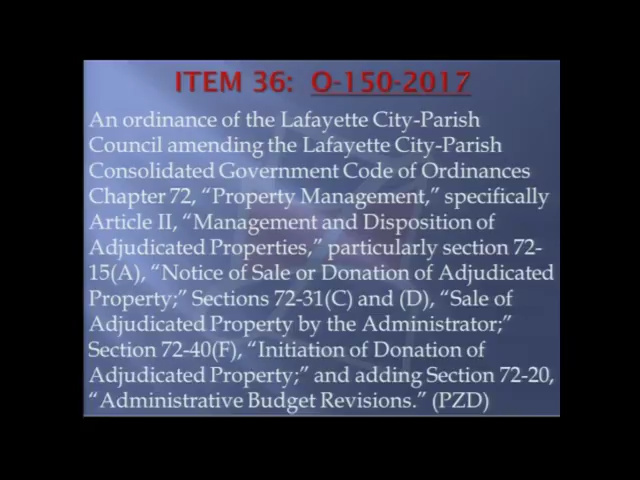 ITEM 36: O-150-2017
An ordinance of the Lafayette City-Parish
Council amending the Lafayette City-Parish
Consolidated Government Code of Ordinances
Chapter 72, “Property Management,” specifically
Article II, “Management and Disposition of
Adjudicated Properties,” particularly section 72-
15(A), “Notice of Sale or Donation of Adjudicated
Property;” Sections 72-31(C) and (D), “Sale of
Adjudicated Property by the Administrator;”
Section 72-40(F), “Initiation of Donation of
Adjudicated Property;” and adding Section 72-20,
“Administrative Budget Revisions.” (PZD)